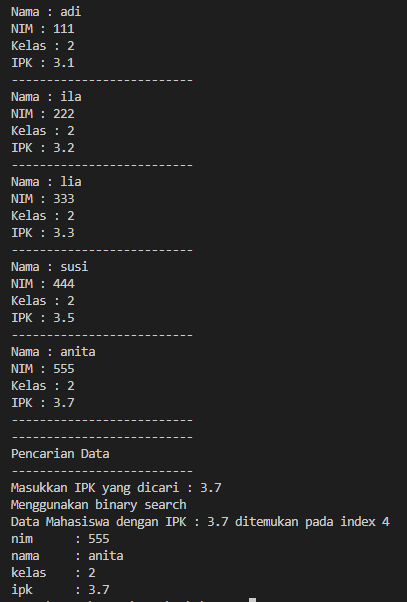 Nama : adi
NIM : 111
Kelas : 2
IPK : 3.1
--------------------------
Nama : ila
NIM : 222
Kelas : 2
IPK : 3.2
--------------------------
Nama : lia
NIM : 333
Kelas : 2
IPK : 3.3
--------------------------
Nama : susi
NIM : 444
Kelas : 2
IPK : 3.5
--------------------------
Nama : anita
NIM : 555
Kelas : 2
IPK : 3.7
--------------------------
--------------------------
Pencarian Data
--------------------------
Masukkan IPK yang dicari : 3.7
Menggunakan binary search
Data Mahasiswa dengan IPK : 3.7 ditemukan pada index 4
nim      : 555
nama     : anita
kelas    : 2
ipk      : 3.7